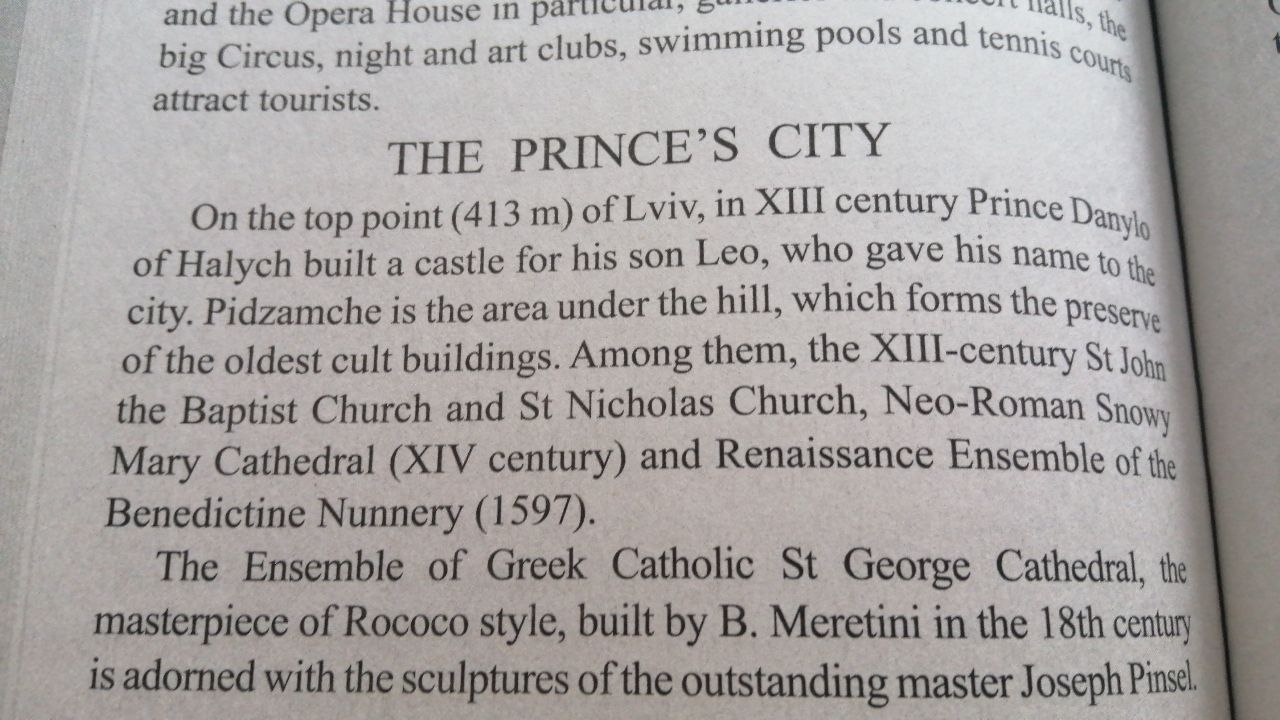 and the Opera House in particular, concert halls, the
big Circus, night and art clubs, swimming pools and tennis courts
attract tourists.
THE PRINCE'S CITY
On the top point (413 m) of Lviv, in XIII century Prince Danylo
of Halych built a castle for his son Leo, who gave his name to the
city. Pidzamche is the area under the hill, which forms the preserve
of the oldest cult buildings. Among them, the XIII-century St John
the Baptist Church and St Nicholas Church, Neo-Roman Snowy
Mary Cathedral (XIV century) and Renaissance Ensemble of the
Benedictine Nunnery (1597).
The Ensemble of Greek Catholic St George Cathedral, the
masterpiece of Rococo style, built by B. Meretini in the 18th century
is adorned with the sculptures of the outstanding master Joseph Pinsel.